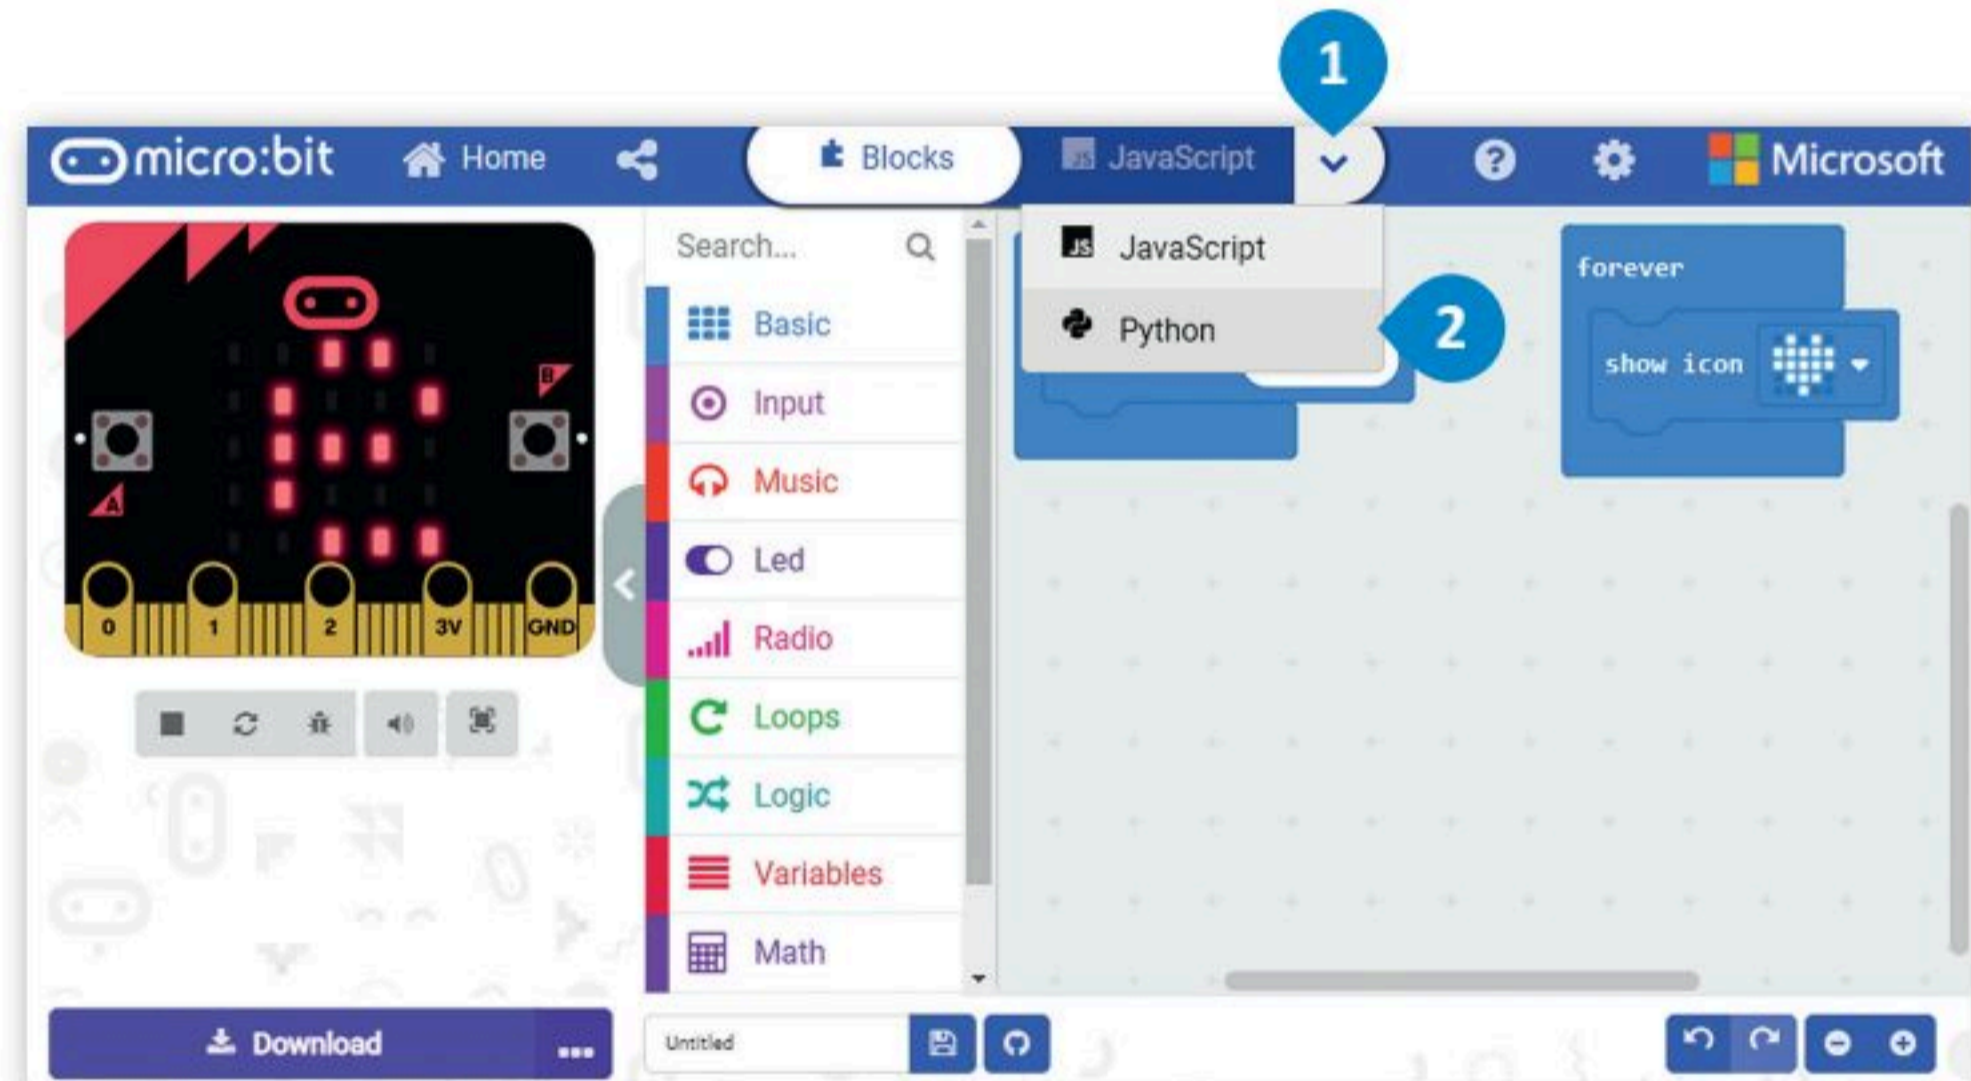 1
micro:bit Home Blocks JavaScript Microsoft
Search...
JavaScript
Python
2
forever
show icon
Basic
Input
Music
Led
Radio
Loops
Logic
Variables
Math
B
A
0 1 2 3V GND
Download
Untitled